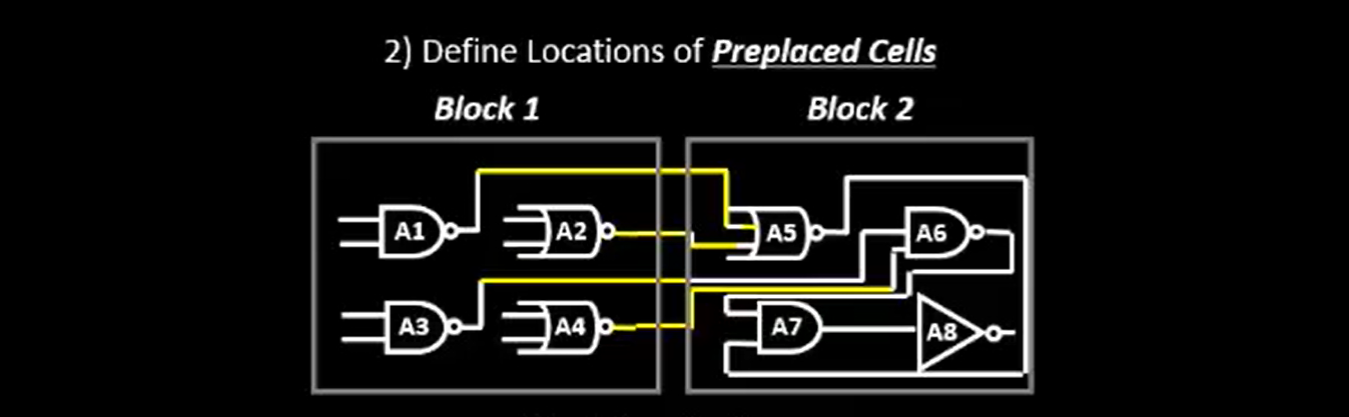 2) Define Locations of Preplaced Cells
Block 1 Block 2
A1 A2 A5 A6
A3 A4 A7 A8